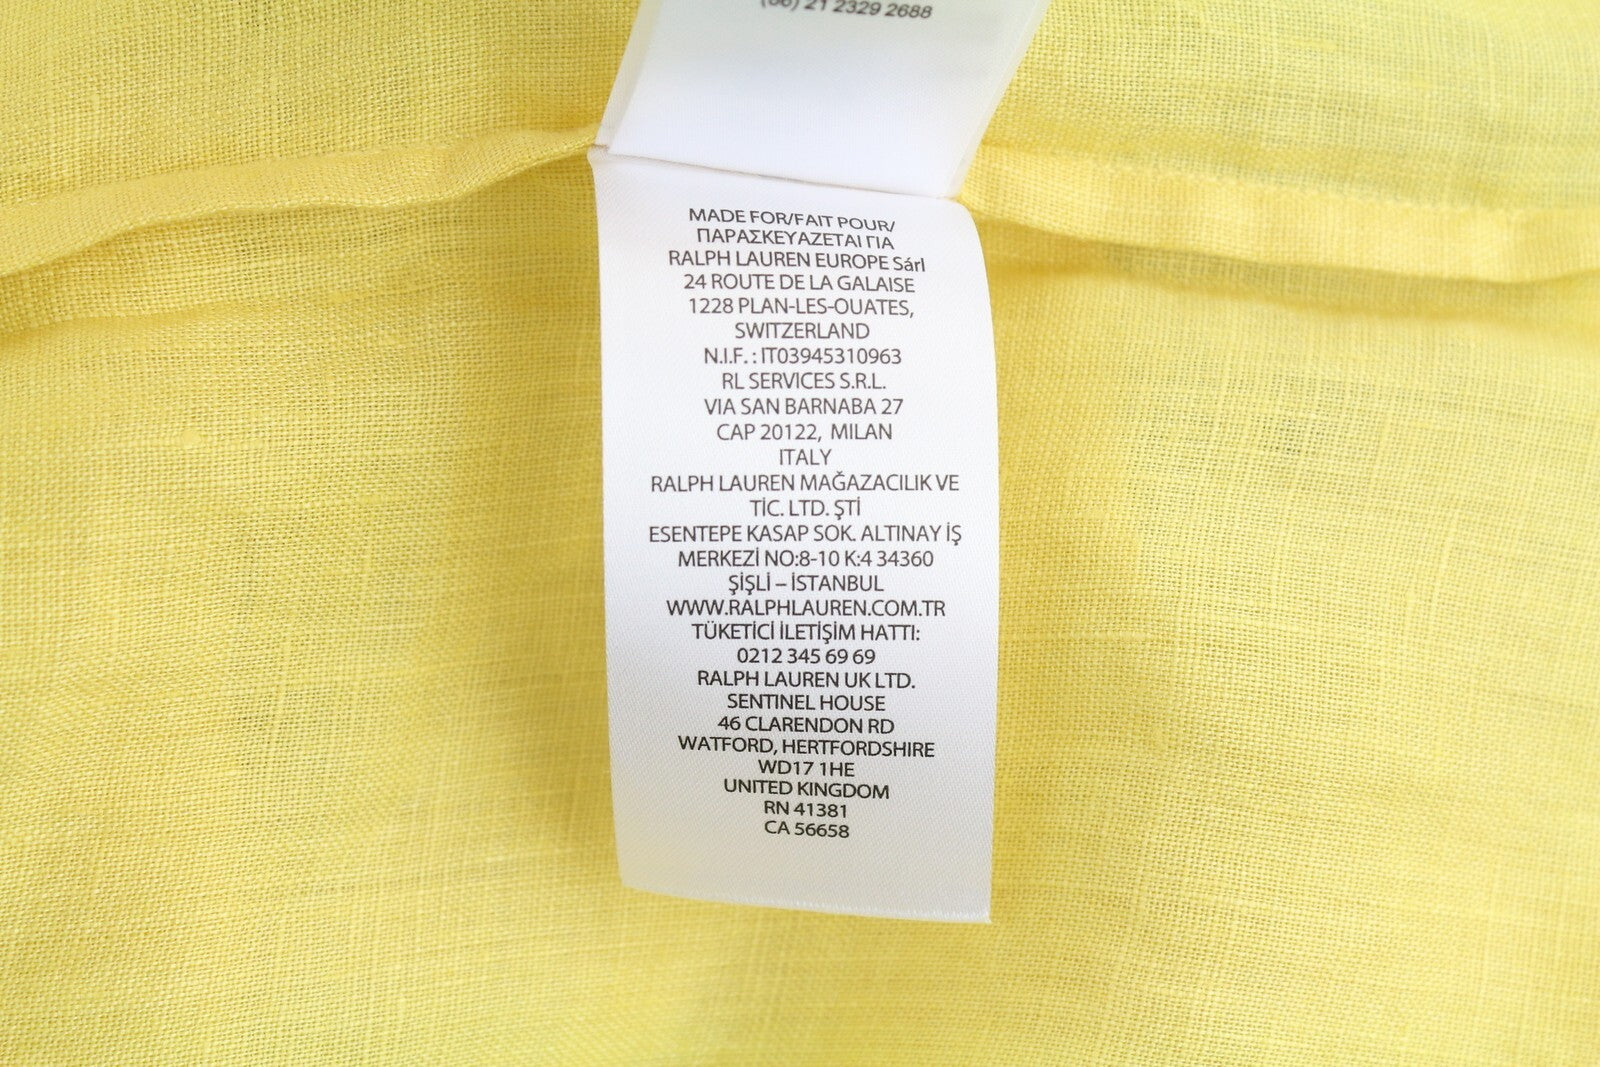 (86) 21 2329 2688
MADE FOR/FAIT POUR/
ΠΑΡΑΣΚΕΥΑΖΕΤΑΙ ΓΙΑ
RALPH LAUREN EUROPE Sárl
24 ROUTE DE LA GALAISE
1228 PLAN-LES-OUATES,
SWITZERLAND
N.I.F. : IT03945310963
RL SERVICES S.R.L.
VIA SAN BARNABA 27
CAP 20122, MILAN
ITALY
RALPH LAUREN MAĞAZACILIK VE
TİC. LTD. ŞTİ
ESENTEPE KASAP SOK. ALTINAY İŞ
MERKEZİ NO:8-10 K:4 34360
ŞİŞLİ – İSTANBUL
WWW.RALPHLAUREN.COM.TR
TÜKETİCİ İLETİŞİM HATTI:
0212 345 69 69
RALPH LAUREN UK LTD.
SENTINEL HOUSE
46 CLARENDON RD
WATFORD, HERTFORDSHIRE
WD17 1HE
UNITED KINGDOM
RN 41381
CA 56658